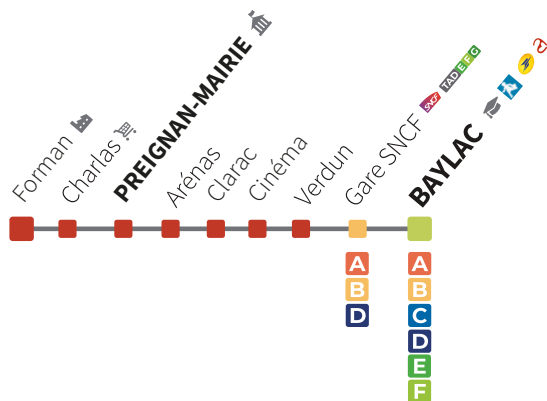 Forman
Charlas
PREIGNAN-MAIRIE
Arénas
Clarac
Cinéma
Verdun
Gare SNCF SNCF TAD E F G
BAYLAC
A
B
D
A
B
C
D
E
F